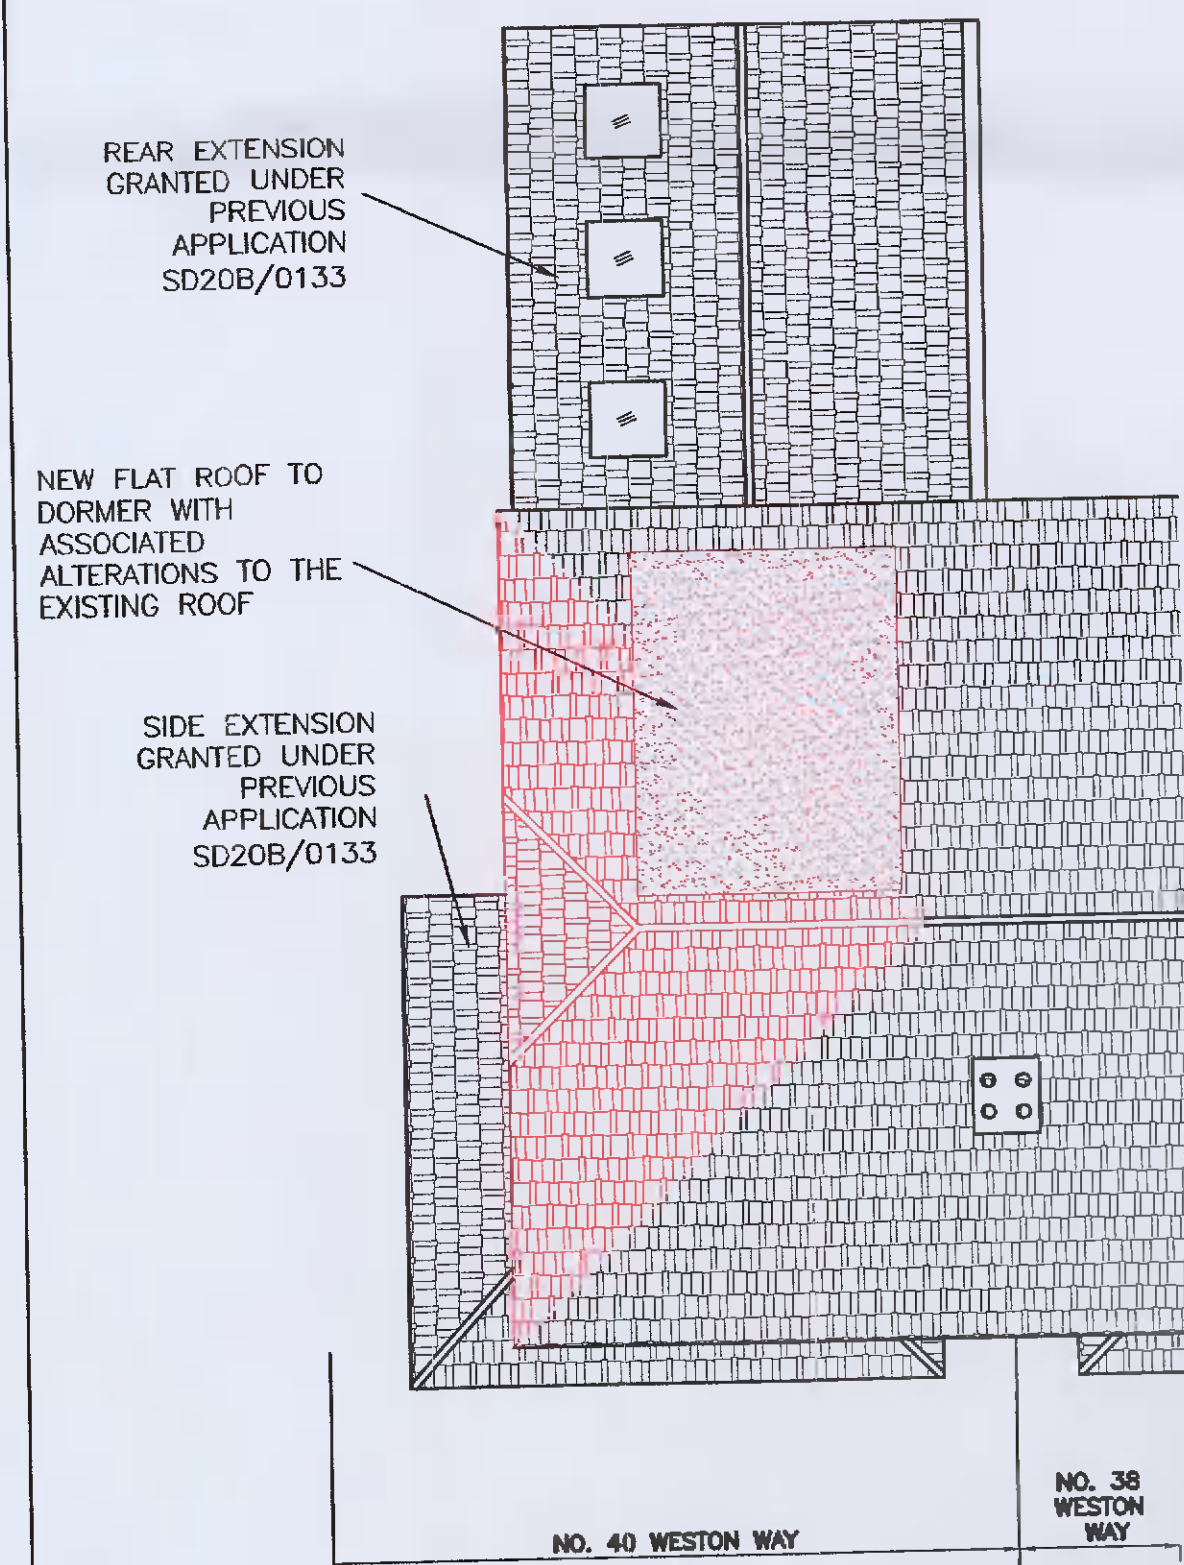 REAR EXTENSION
GRANTED UNDER
PREVIOUS
APPLICATION
SD20B/0133
NEW FLAT ROOF TO
DORMER WITH
ASSOCIATED
ALTERATIONS TO THE
EXISTING ROOF
SIDE EXTENSION
GRANTED UNDER
PREVIOUS
APPLICATION
SD20B/0133
NO. 40 WESTON WAY
NO. 38
WESTON
WAY